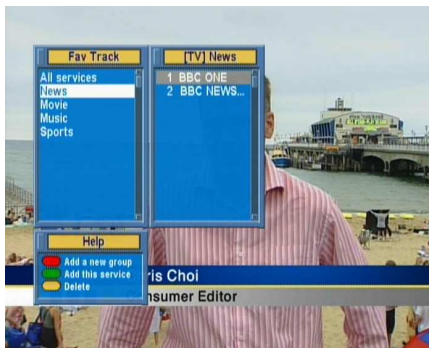 Fav Track
All services
News
Movie
Music
Sports
[TV] News
1 BBC ONE
2 BBC NEWS...
Help
Add a new group
Add this service
Delete
ris Choi
nsumer Editor